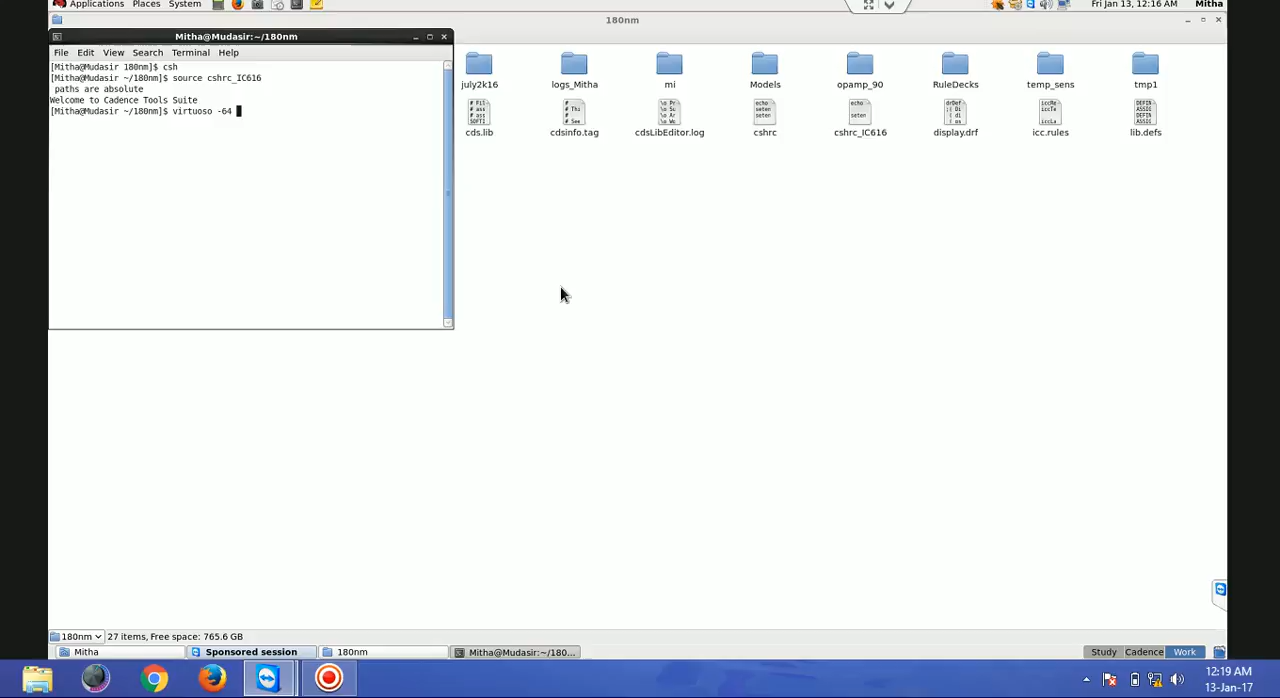 Applications Places System
Fri Jan 13, 12:16 AM Mitha
180nm
Mitha@Mudasir:~/180nm
File Edit View Search Terminal Help
[Mitha@Mudasir 180nm]$ csh
[Mitha@Mudasir ~/180nm]$ source cshrc_IC616
paths are absolute
Welcome to Cadence Tools Suite
[Mitha@Mudasir ~/180nm]$ virtuoso -64
july2k16 logs_Mitha mi Models opamp_90 RuleDecks temp_sens tmp1
cds.lib cdsinfo.tag cdsLibEditor.log cshrc cshrc_IC616 display.drf icc.rules lib.defs
180nm 27 items, Free space: 765.6 GB
Mitha Sponsored session 180nm Mitha@Mudasir:~/180... Study Cadence Work
12:19 AM
13-Jan-17